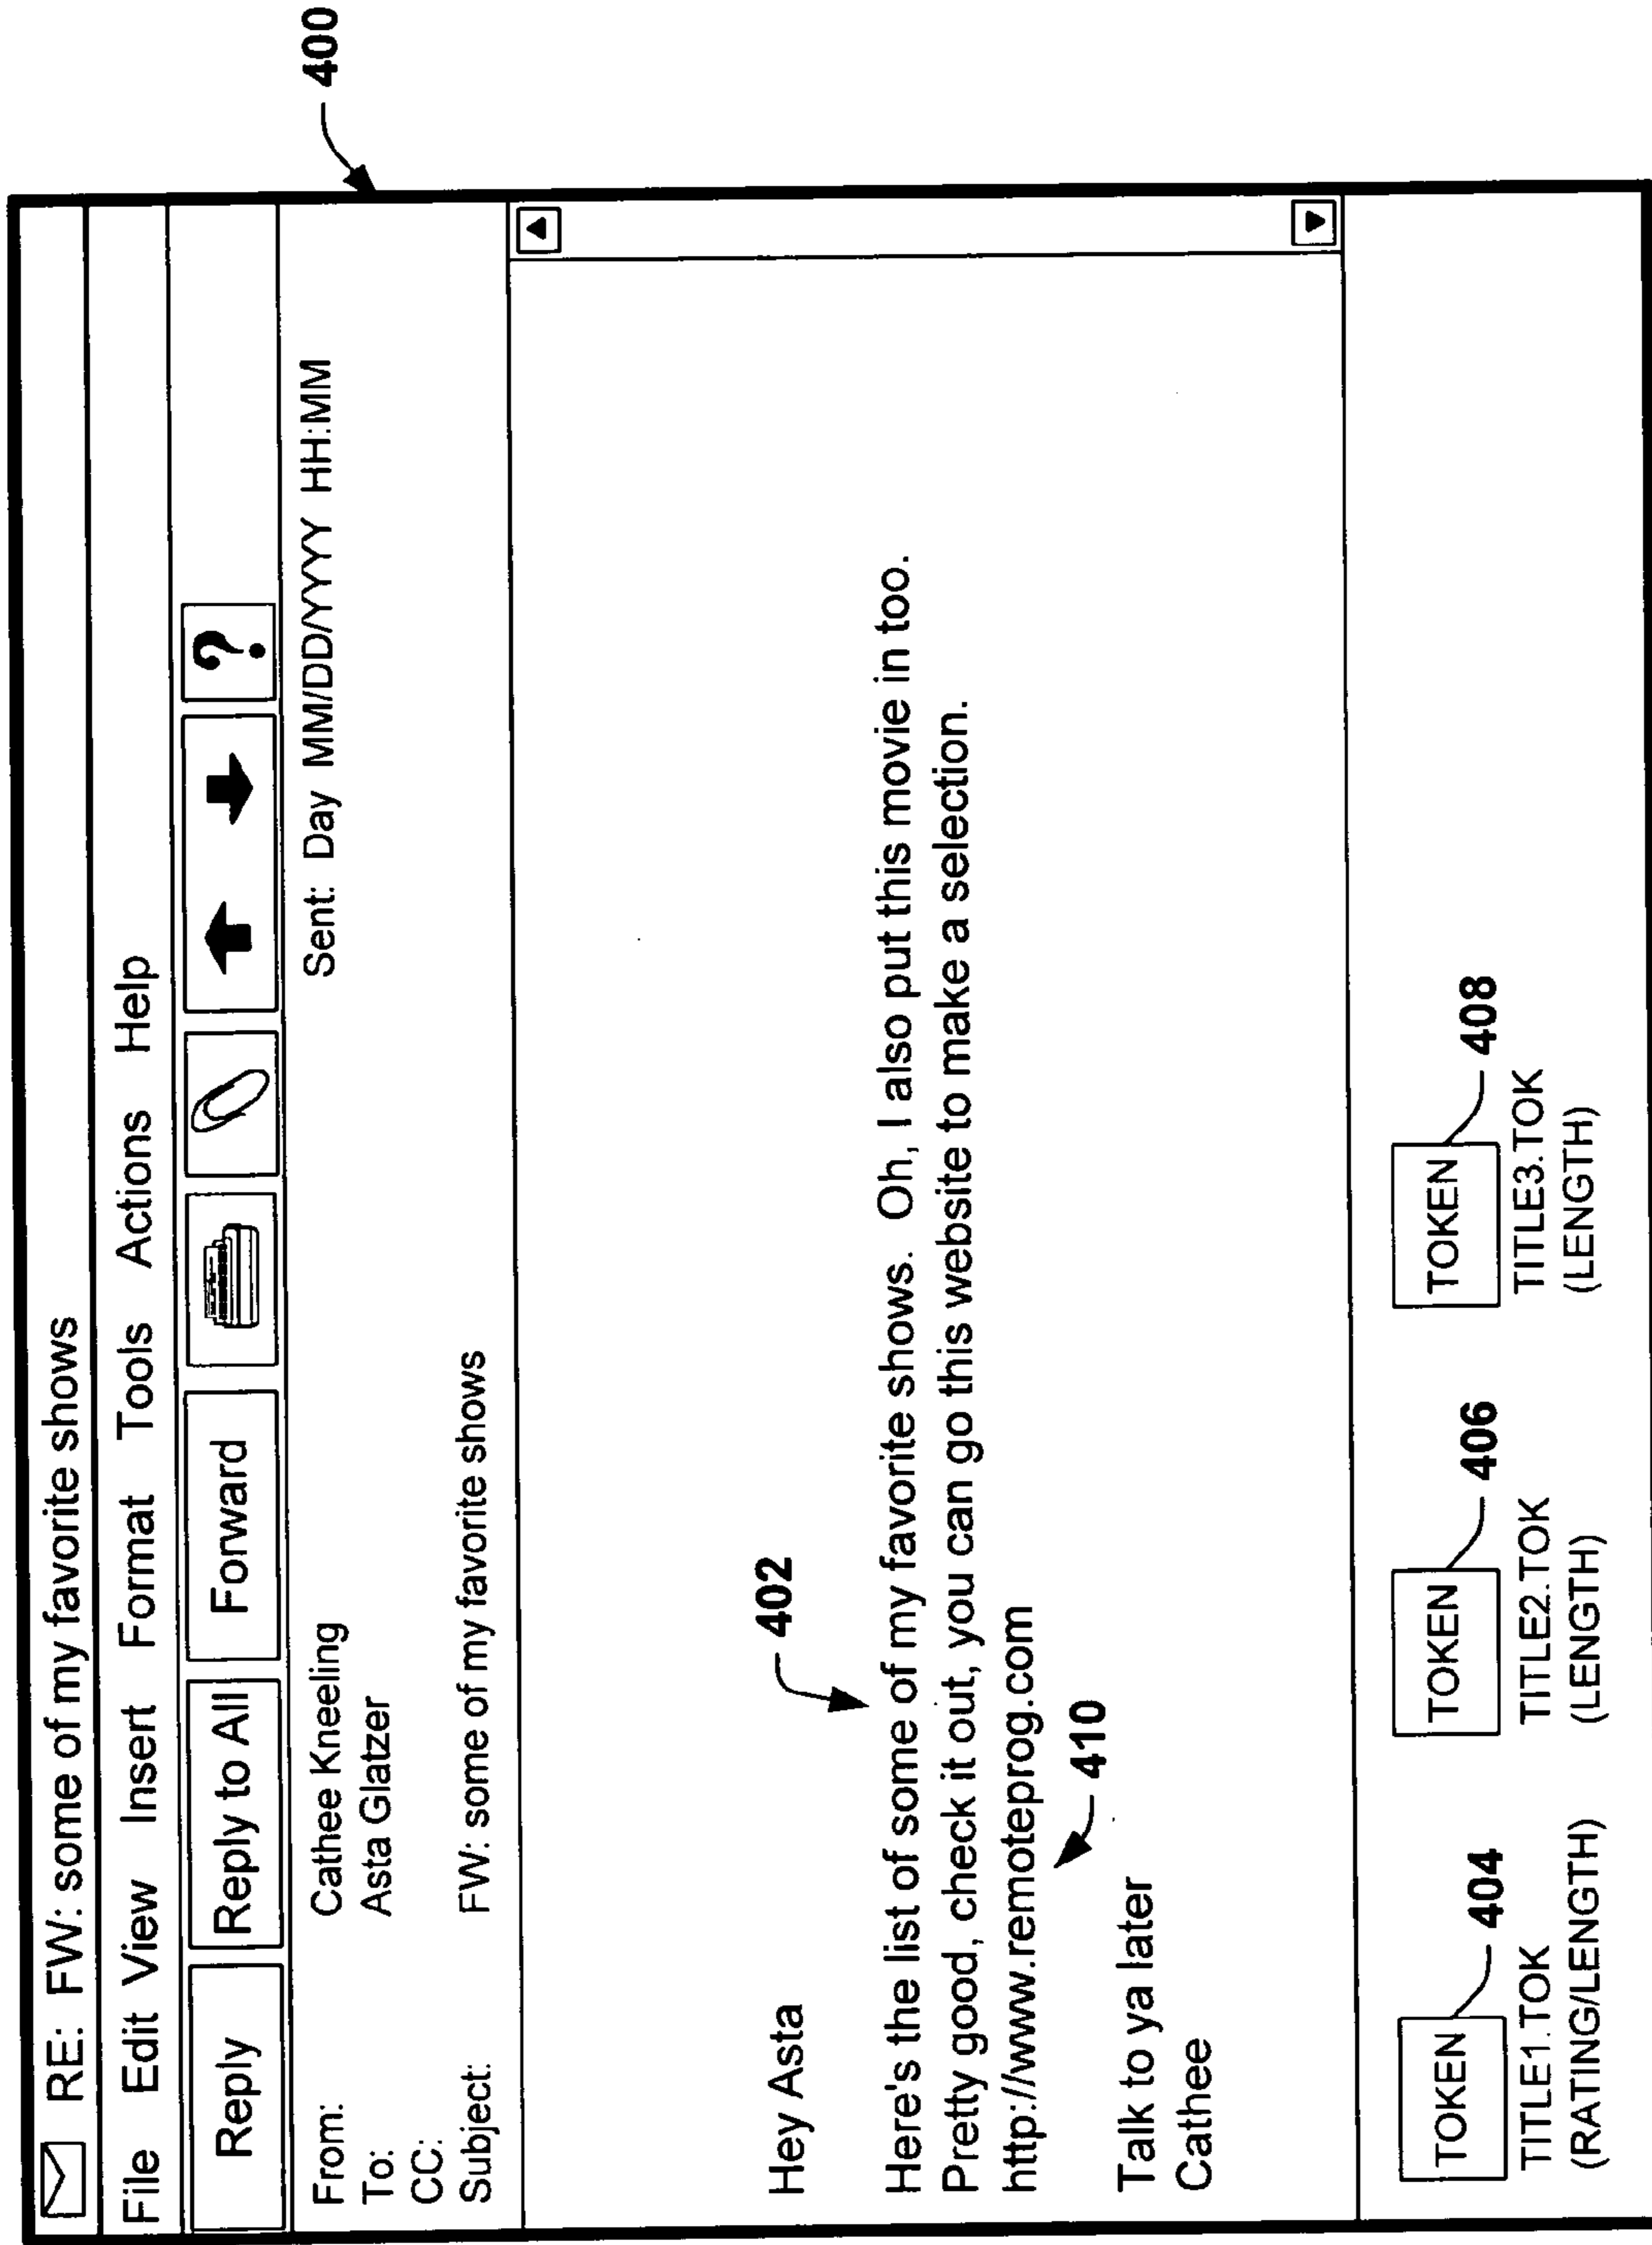 RE: FW: some of my favorite shows
File Edit View Insert Format Tools Actions Help
Reply Reply to All Forward ?
From: Cathee Kneeling Sent: Day MM/DD/YYYY HH:MM
To: Asta Glatzer
CC:
Subject: FW: some of my favorite shows
400
Hey Asta
402
Here's the list of some of my favorite shows. Oh, I also put this movie in too.
Pretty good, check it out, you can go this website to make a selection.
http://www.remoteprog.com
410
Talk to ya later
Cathee
TOKEN 404 TOKEN 406 TOKEN 408
TITLE1.TOK TITLE2.TOK TITLE3.TOK
(RATING/LENGTH) (LENGTH) (LENGTH)